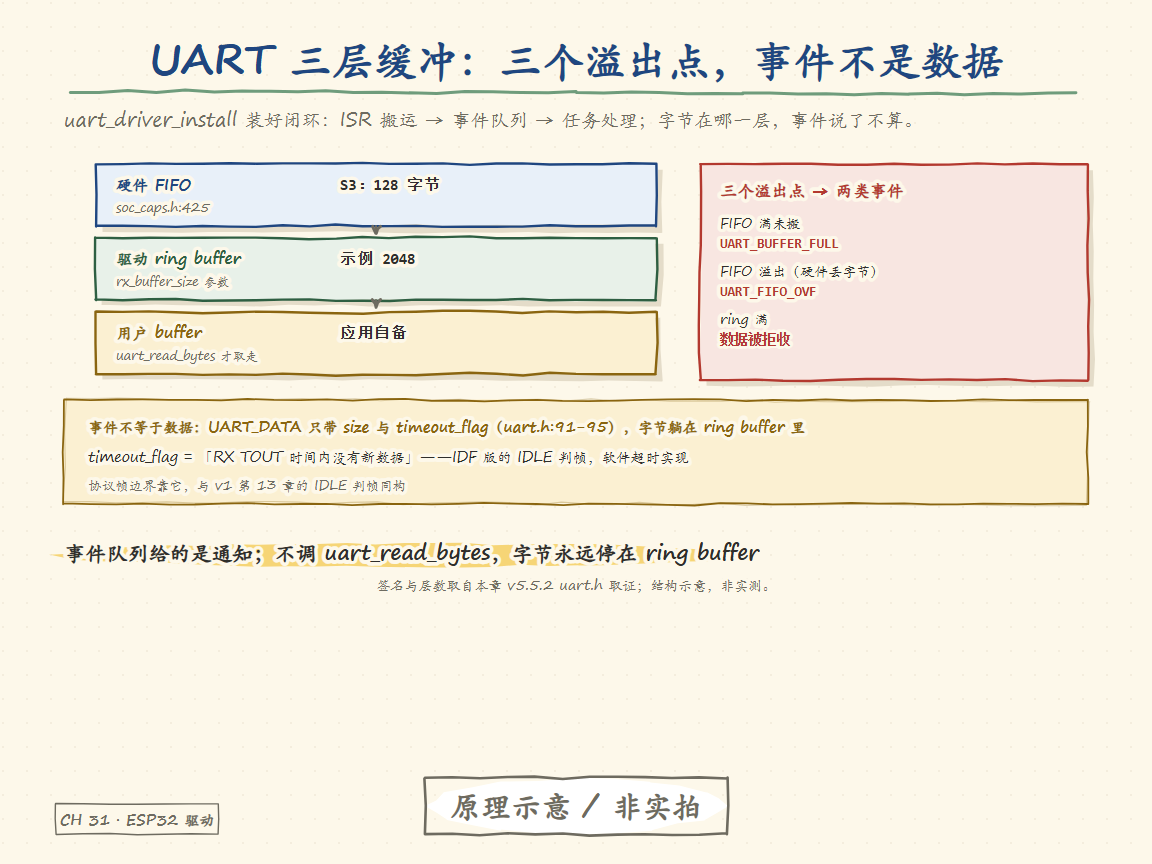 UART 三层缓冲：三个溢出点，事件不是数据
uart_driver_install 装好闭环：ISR 搬运 → 事件队列 → 任务处理；字节在哪一层，事件说了不算。
硬件 FIFO
S3：128 字节
soc_caps.h:425
驱动 ring buffer
示例 2048
rx_buffer_size 参数
用户 buffer
应用自备
uart_read_bytes 才取走
三个溢出点 → 两类事件
FIFO 满未搬
UART_BUFFER_FULL
FIFO 溢出（硬件丢字节）
UART_FIFO_OVF
ring 满
数据被拒收
事件不等于数据：UART_DATA 只带 size 与 timeout_flag（uart.h:91-95），字节躺在 ring buffer 里
timeout_flag = 「RX TOUT 时间内没有新数据」——IDF 版的 IDLE 判帧，软件超时实现
协议帧边界靠它，与 v1 第 13 章的 IDLE 判帧同构
事件队列给的是通知；不调 uart_read_bytes，字节永远停在 ring buffer
签名与层数取自本章 v5.5.2 uart.h 取证；结构示意，非实测。
原理示意 / 非实拍
CH 31 · ESP32 驱动